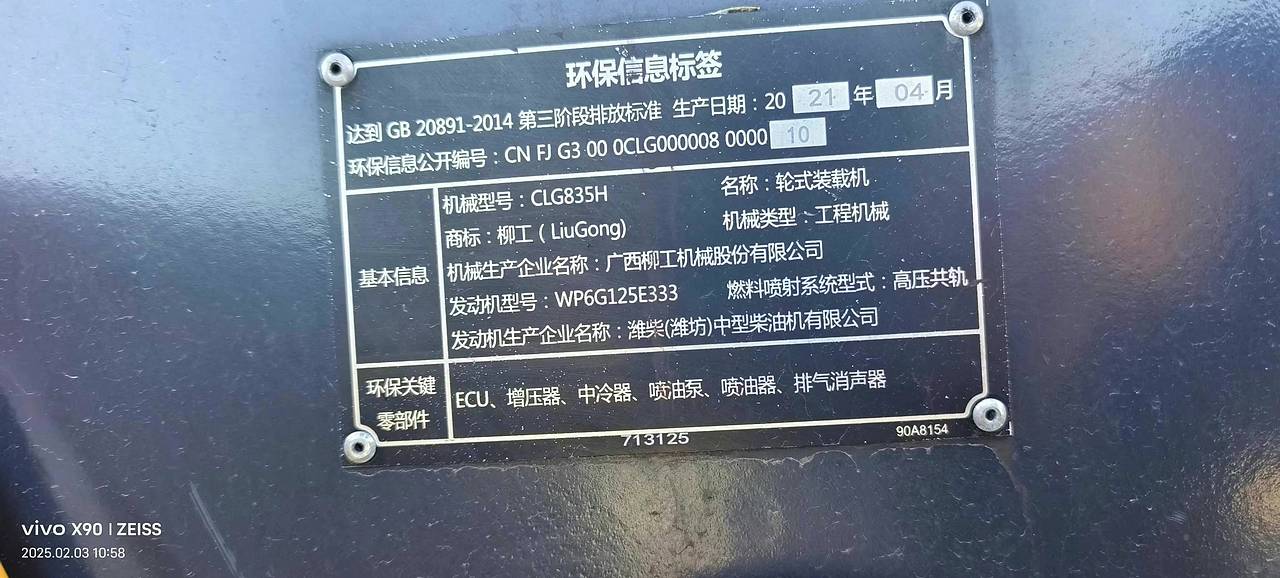 环保信息标签
达到 GB 20891-2014 第三阶段排放标准 生产日期：20 21 年 04 月
环保信息公开编号：CN FJ G3 00 0CLG000008 0000 10
基本信息
机械型号：CLG835H 名称：轮式装载机
商标：柳工（LiuGong) 机械类型：工程机械
机械生产企业名称：广西柳工机械股份有限公司
发动机型号：WP6G125E333 燃料喷射系统型式：高压共轨
发动机生产企业名称：潍柴(潍坊)中型柴油机有限公司
环保关键
零部件
ECU、增压器、中冷器、喷油泵、喷油器、排气消声器
713125 90A8154
vivo X90 | ZEISS
2025.02.03 10:58